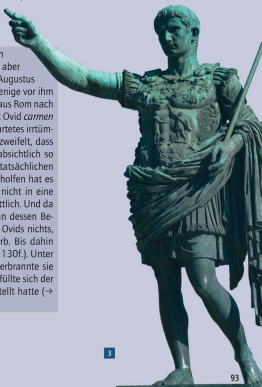 aber
Augustus
enige vor ihm
aus Rom nach
Ovid carmen
artetes irrtüm-
zweifelt, dass
absichtlich so
tatsächlichen
holfen hat es
nicht in eine
ttlich. Und da
un dessen Be-
Ovids nichts,
rb. Bis dahin
130f.). Unter
erbrannte sie
füllte sich der
tellt hatte (→
3
93